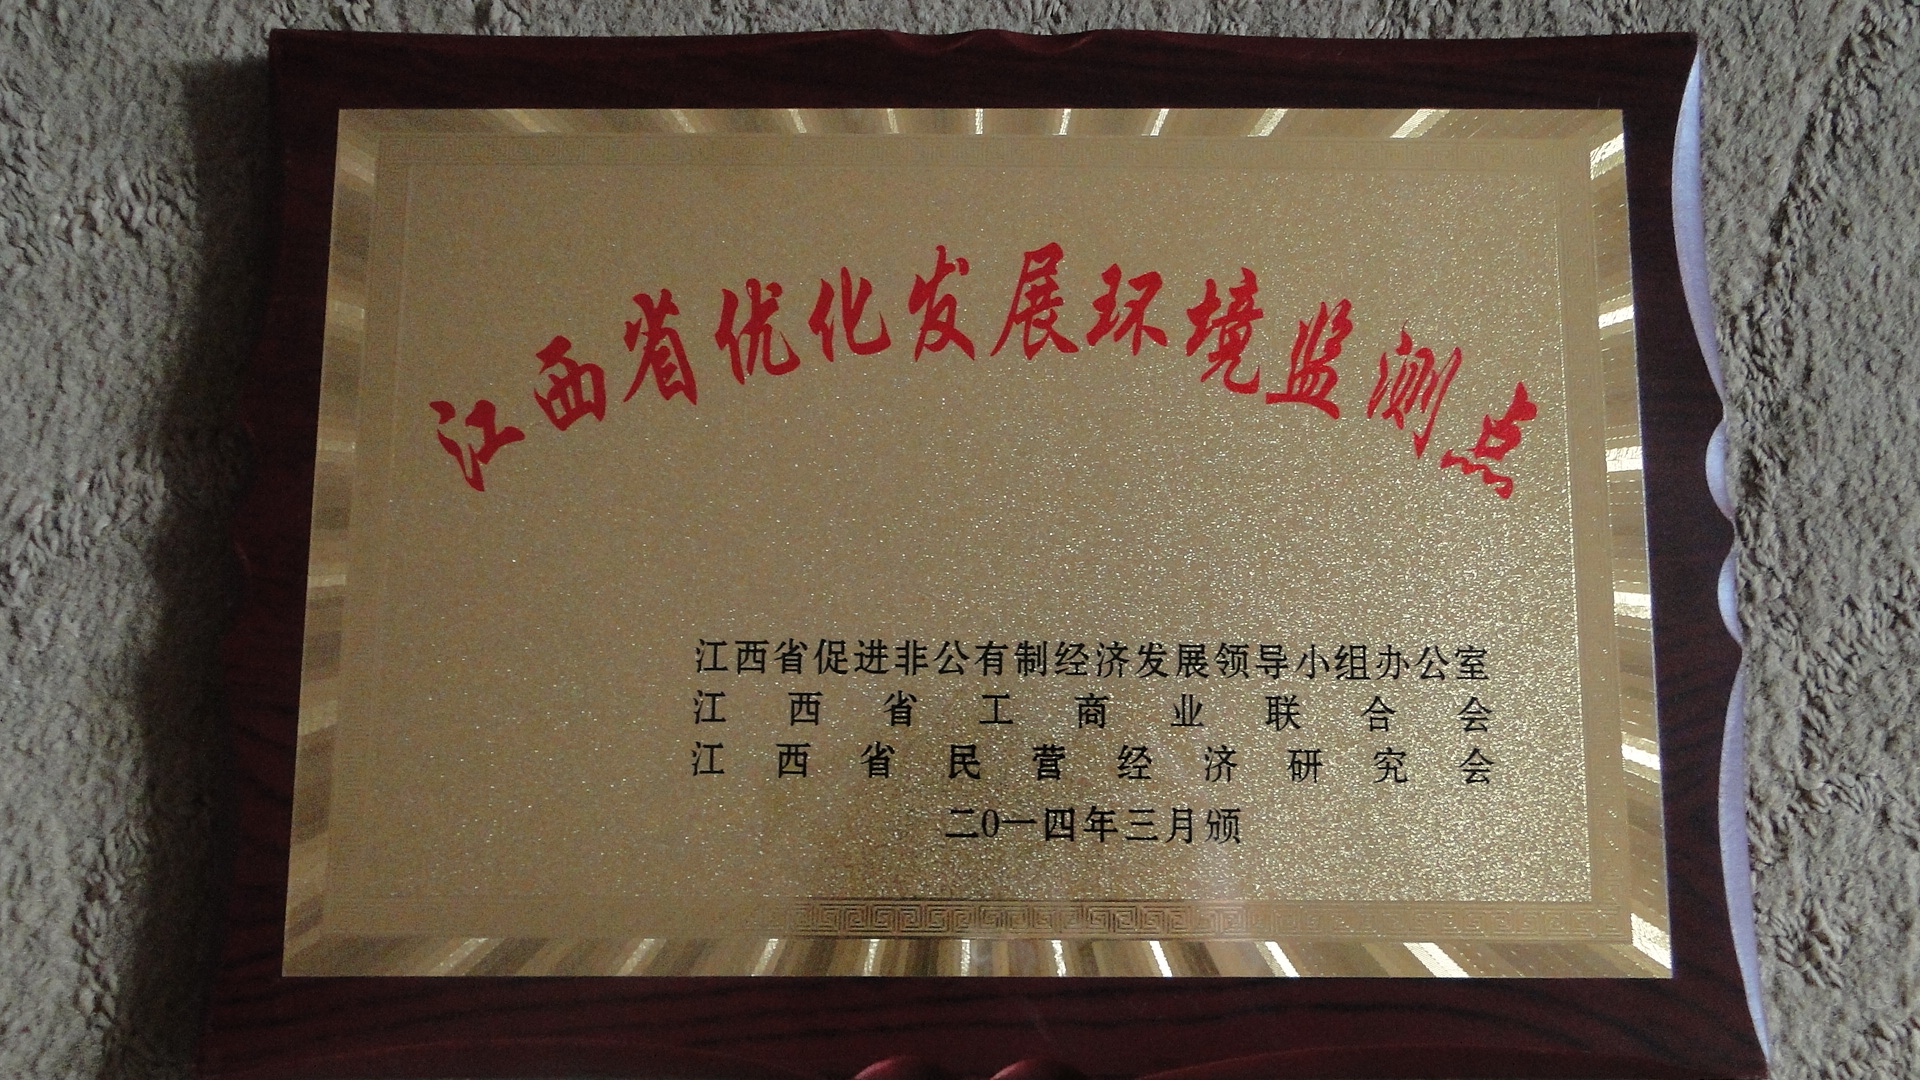 江西省优化发展环境监测点
江西省促进非公有制经济发展领导小组办公室
江西省工商业联合会
江西省民营经济研究会
二0一四年三月颁